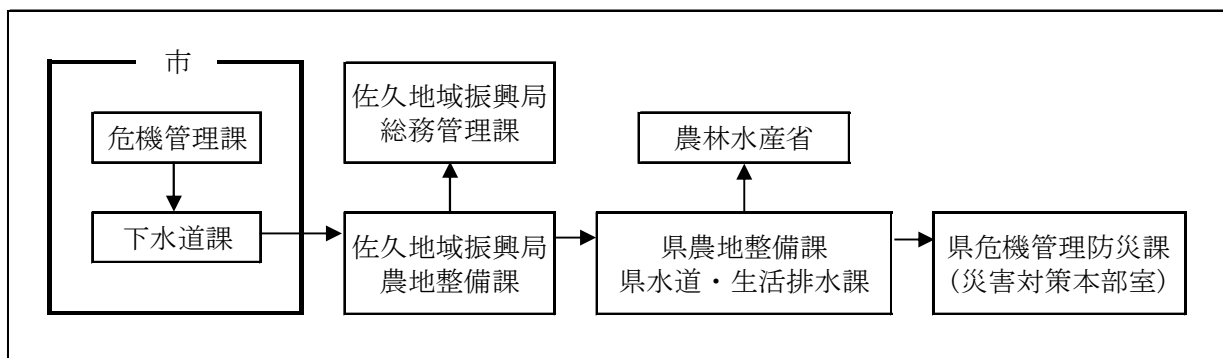 市
危機管理課
下水道課
佐久地域振興局
総務管理課
佐久地域振興局
農地整備課
農林水産省
県農地整備課
県水道・生活排水課
県危機管理防災課
(災害対策本部室)